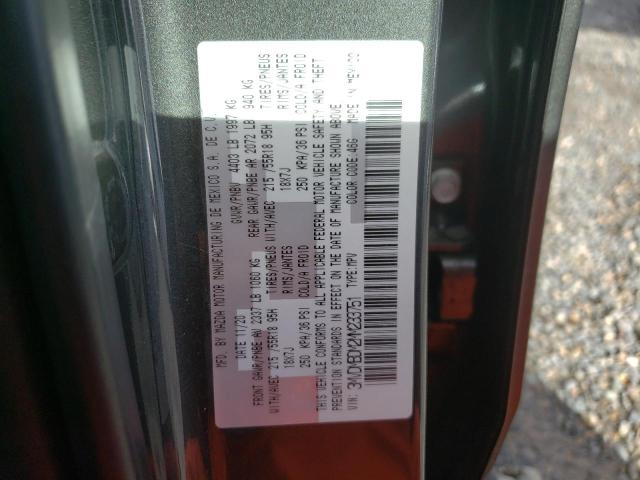 MFD. BY MAZDA MOTOR MANUFACTURING DE MEXICO S.A. DE C.V.
DATE 11/20 GVWR/PNBV 4403 LB 1997 KG
FRONT GAWR/PNBE AV 2337 LB 1060 KG REAR GAWR/PNBE AR 2072 LB 940 KG
WITH/AVEC 215 /55R18 95H TIRES/PNEUS WITH/AVEC 215 /55R18 95H TIRES/PNEUS
18X7J RIMS/JANTES 18X7J RIMS/JANTES
250 KPA/36 PSI COLD/A FROID 250 KPA/36 PSI COLD/A FROID
THIS VEHICLE CONFORMS TO ALL APPLICABLE FEDERAL MOTOR VEHICLE SAFETY AND THEFT
PREVENTION STANDARDS IN EFFECT ON THE DATE OF MANUFACTURE SHOWN ABOVE
VIN: TYPE:MPV COLOR CODE:46G MADE IN MEXICO